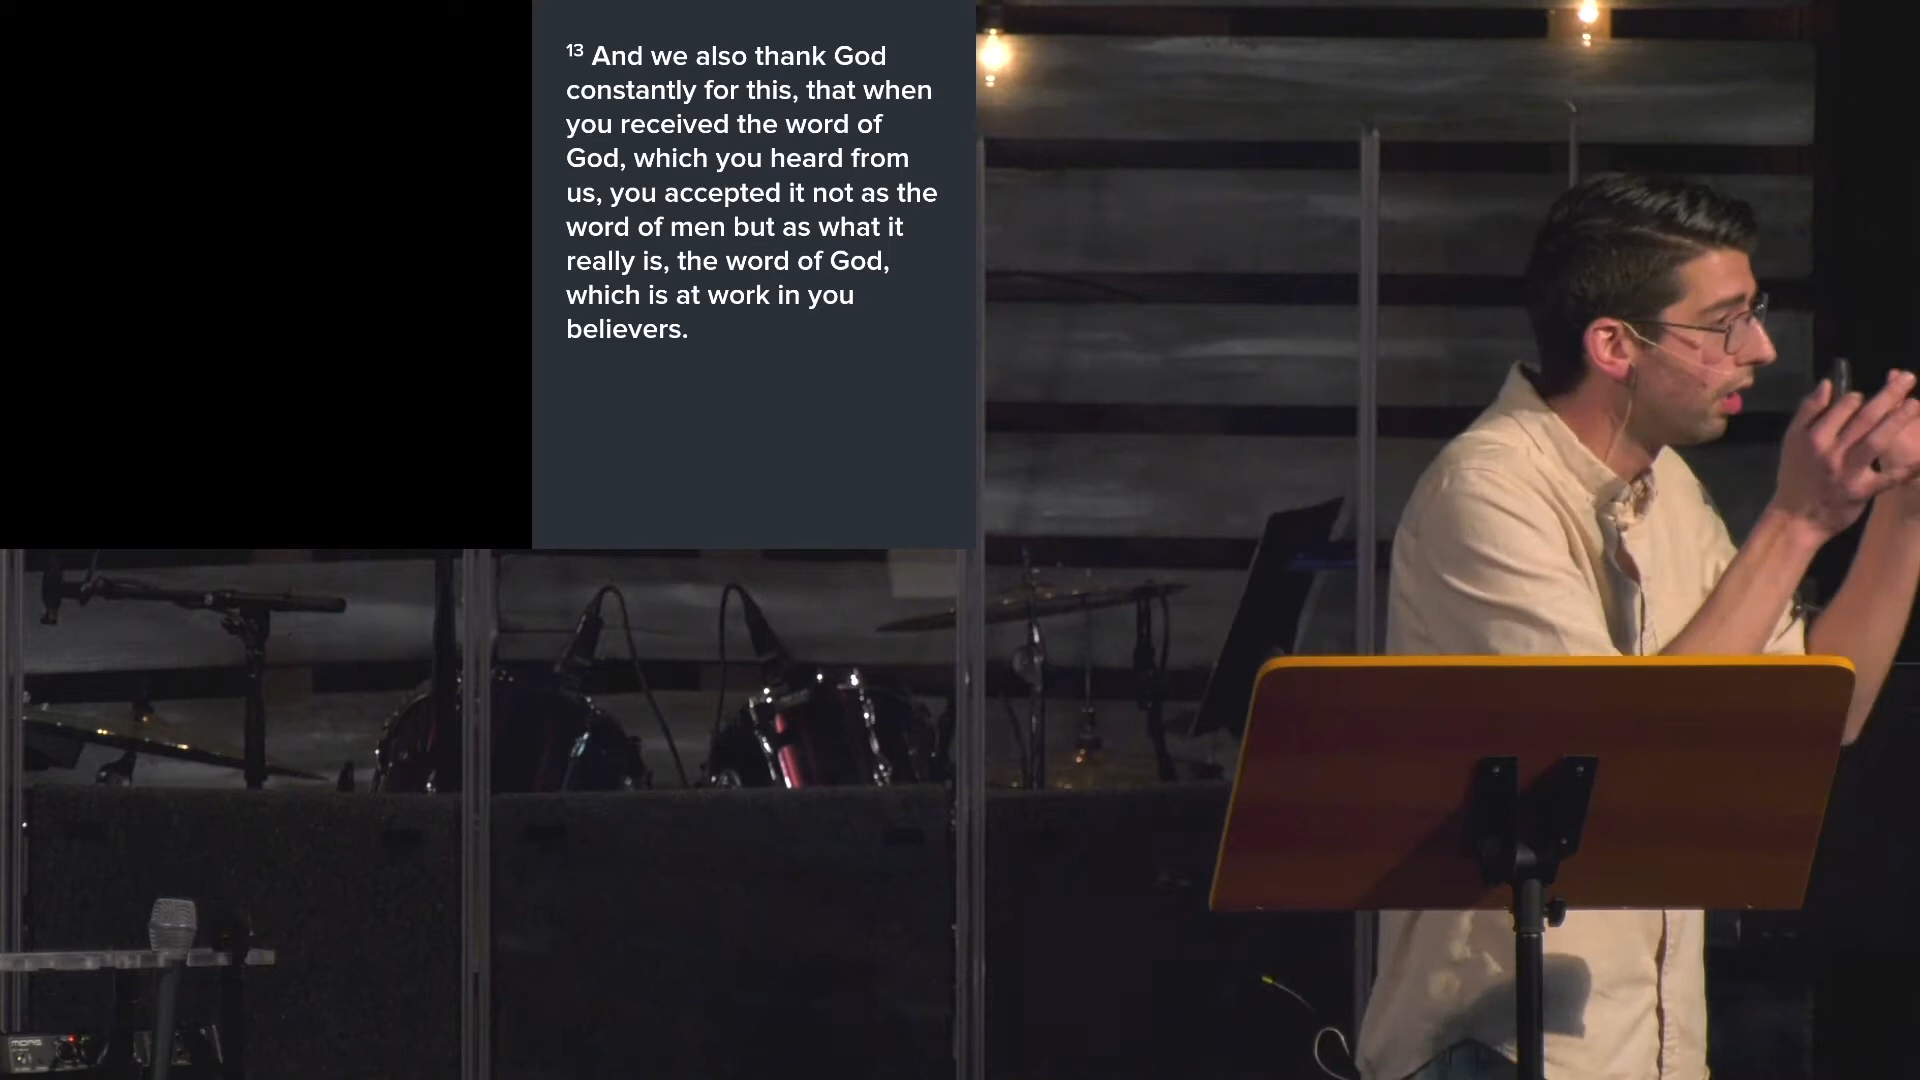 13 And we also thank God
constantly for this, that when
you received the word of
God, which you heard from
us, you accepted it not as the
word of men but as what it
really is, the word of God,
which is at work in you
believers.